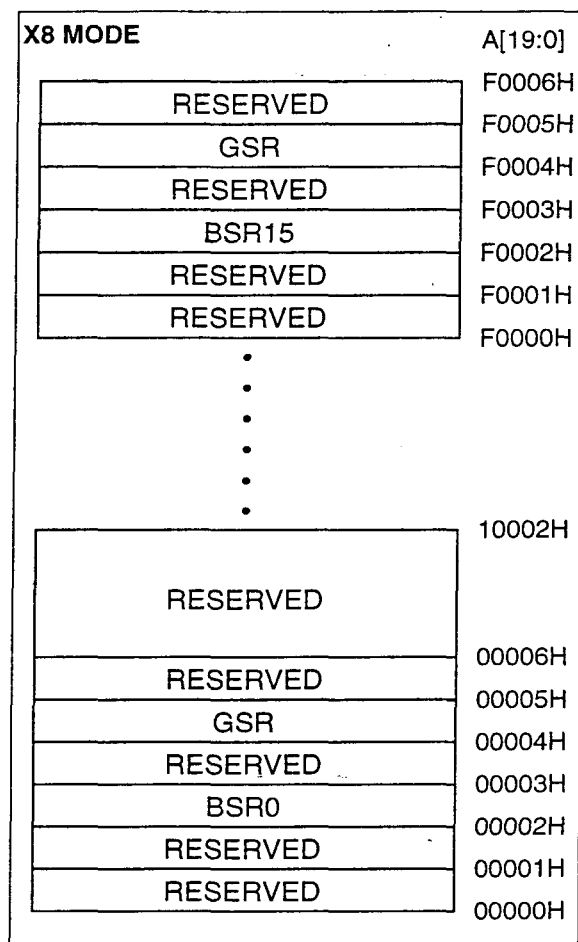 X8 MODE
A[19:0]
F0006H
RESERVED
F0005H
GSR
F0004H
RESERVED
F0003H
BSR15
F0002H
RESERVED
F0001H
RESERVED
F0000H
10002H
RESERVED
00006H
RESERVED
00005H
GSR
00004H
RESERVED
00003H
BSR0
00002H
RESERVED
00001H
RESERVED
00000H